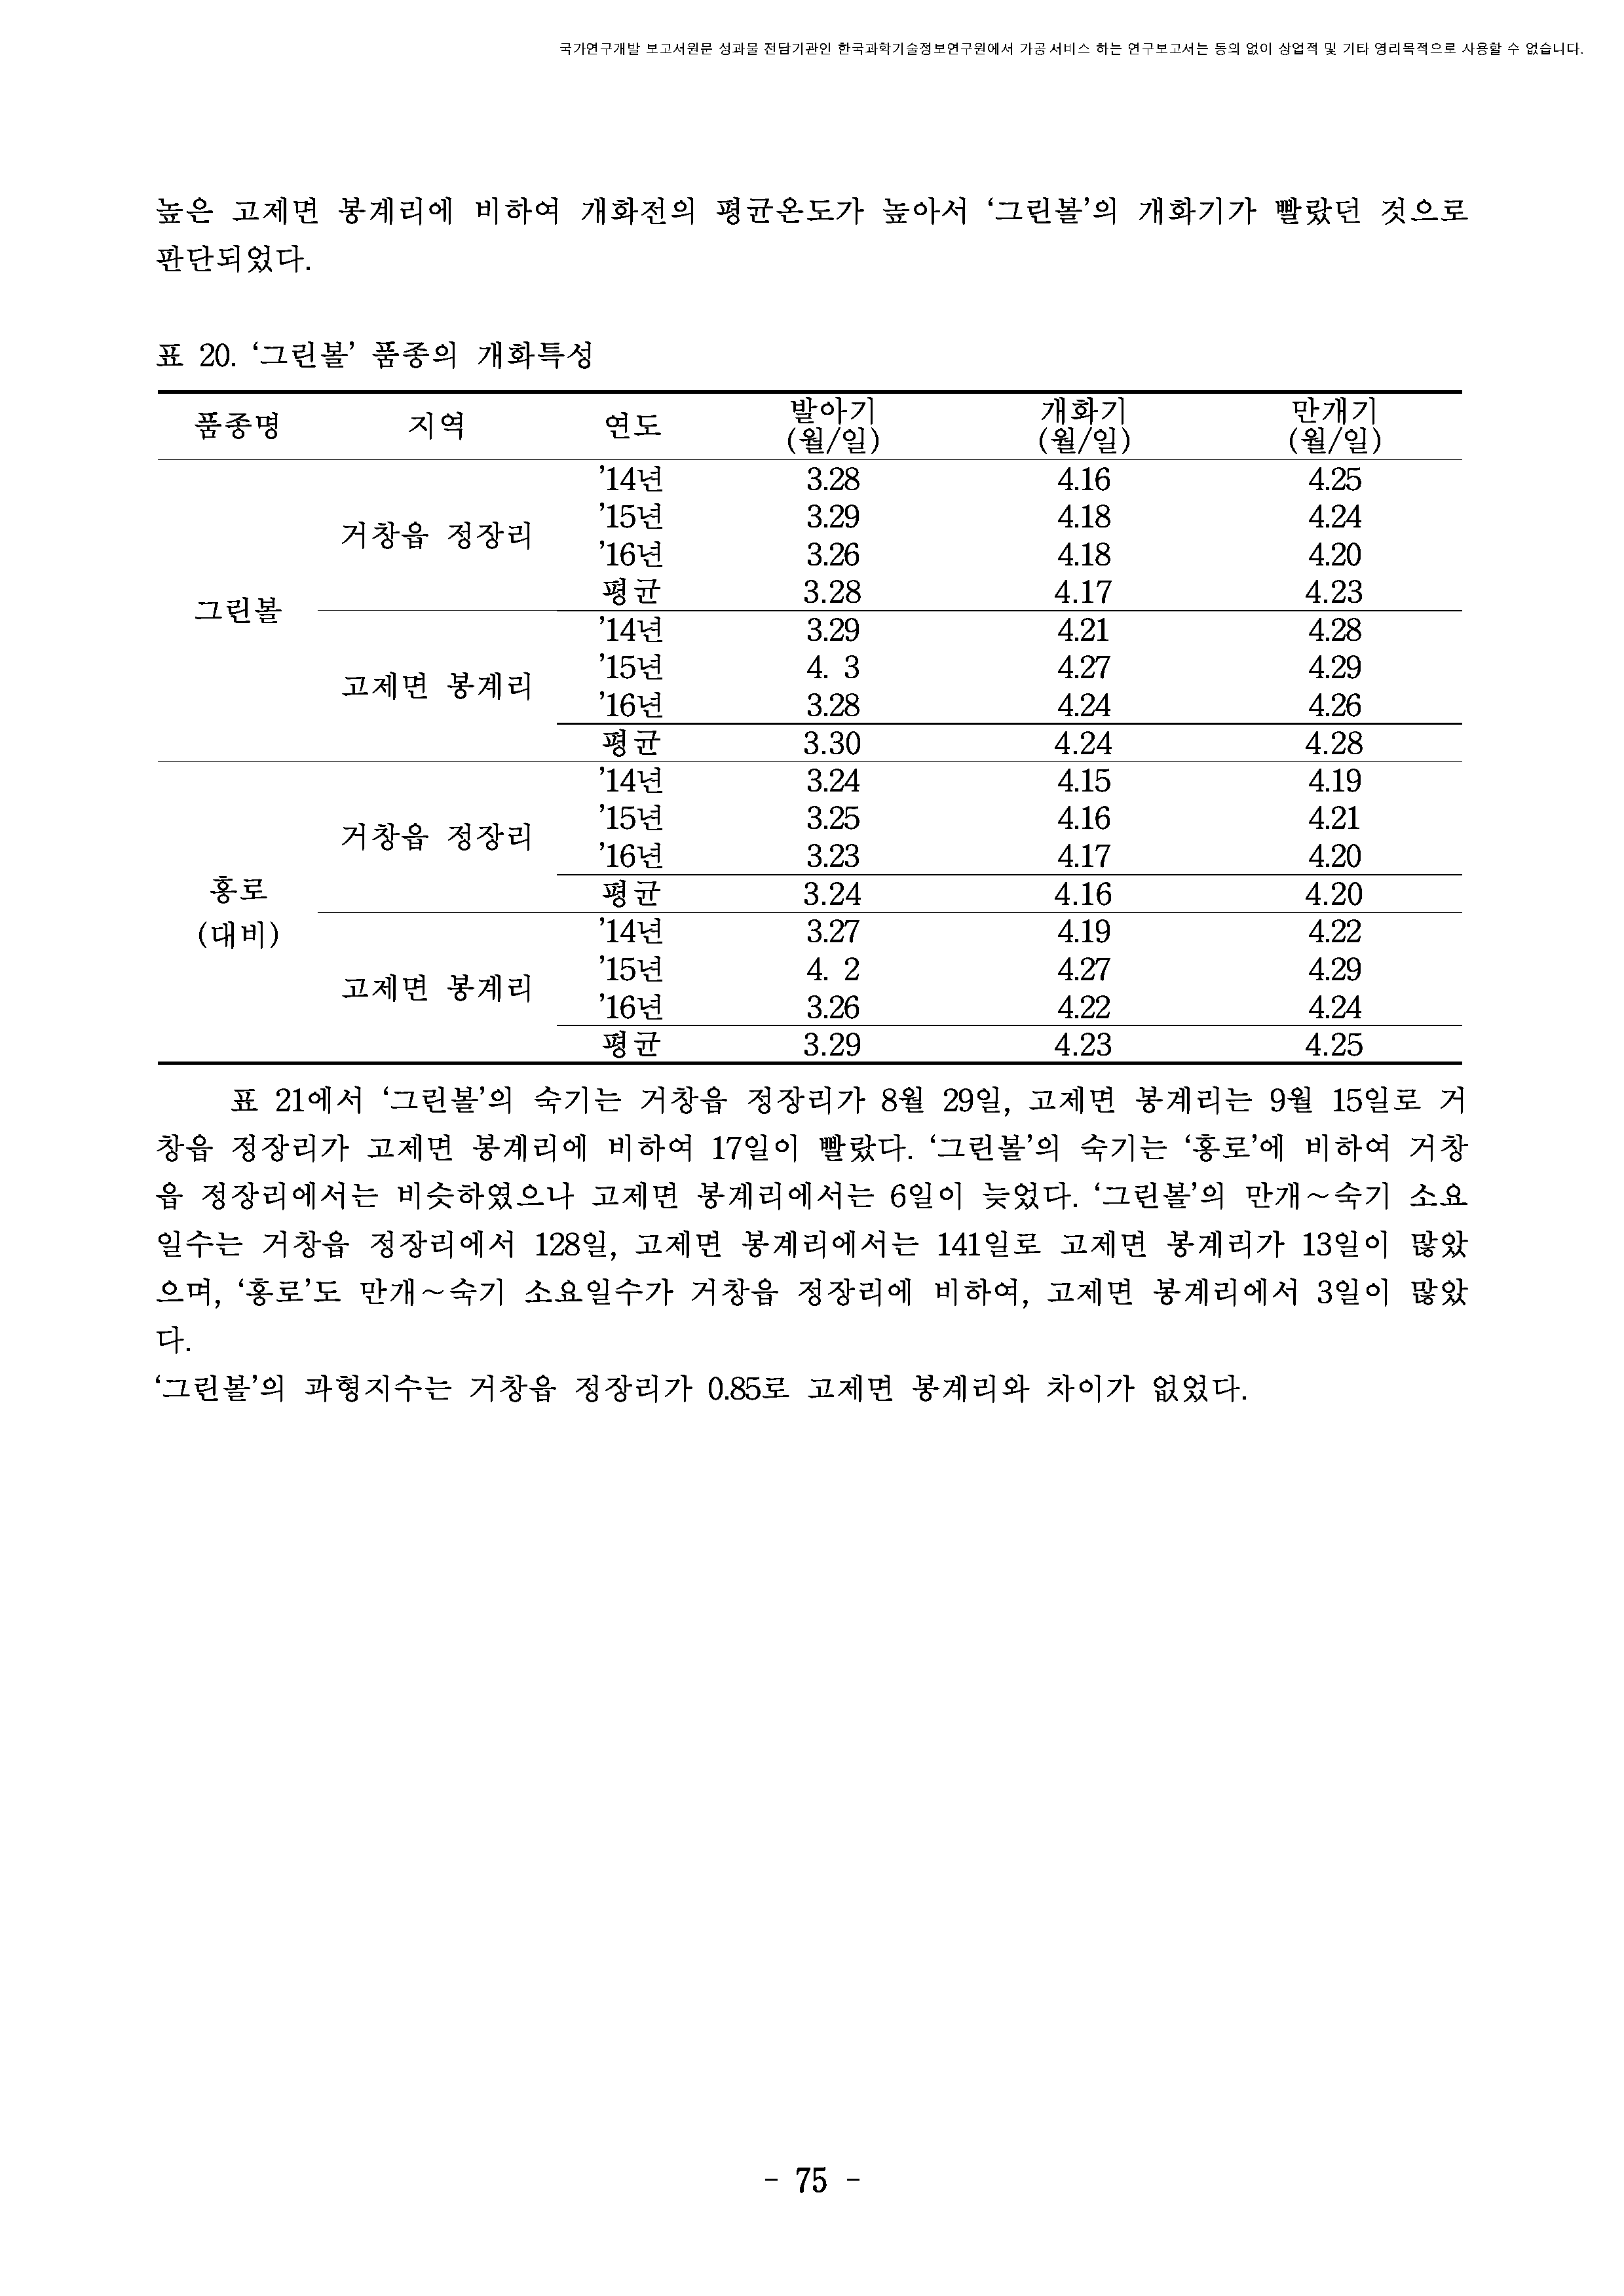 국가연구개발 보고서원문 성과물 전담기관인 한국과학기술정보연구원에서 가공·서비스 하는 연구보고서는 동의 없이 상업적 및 기타 영리목적으로 사용할 수 없습니다.
높은 고제면 봉계리에 비하여 개화전의 평균온도가 높아서 ‘그린볼’의 개화기가 빨랐던 것으로
판단되었다.
표 20. ‘그린볼’ 품종의 개화특성
품종명 지역 연도 발아기 (월/일) 개화기 (월/일) 만개기 (월/일)
그린볼 거창읍 정장리 ’14년 3.28 4.16 4.25
’15년 3.29 4.18 4.24
’16년 3.26 4.18 4.20
평균 3.28 4.17 4.23
고제면 봉계리 ’14년 3.29 4.21 4.28
’15년 4. 3 4.27 4.29
’16년 3.28 4.24 4.26
평균 3.30 4.24 4.28
홍로 (대비) 거창읍 정장리 ’14년 3.24 4.15 4.19
’15년 3.25 4.16 4.21
’16년 3.23 4.17 4.20
평균 3.24 4.16 4.20
고제면 봉계리 ’14년 3.27 4.19 4.22
’15년 4. 2 4.27 4.29
’16년 3.26 4.22 4.24
평균 3.29 4.23 4.25
표 21에서 ‘그린볼’의 숙기는 거창읍 정장리가 8월 29일, 고제면 봉계리는 9월 15일로 거
창읍 정장리가 고제면 봉계리에 비하여 17일이 빨랐다. ‘그린볼’의 숙기는 ‘홍로’에 비하여 거창
읍 정장리에서는 비슷하였으나 고제면 봉계리에서는 6일이 늦었다. ‘그린볼’의 만개～숙기 소요
일수는 거창읍 정장리에서 128일, 고제면 봉계리에서는 141일로 고제면 봉계리가 13일이 많았
으며, ‘홍로’도 만개～숙기 소요일수가 거창읍 정장리에 비하여, 고제면 봉계리에서 3일이 많았
다.
‘그린볼’의 과형지수는 거창읍 정장리가 0.85로 고제면 봉계리와 차이가 없었다.
- 75 -